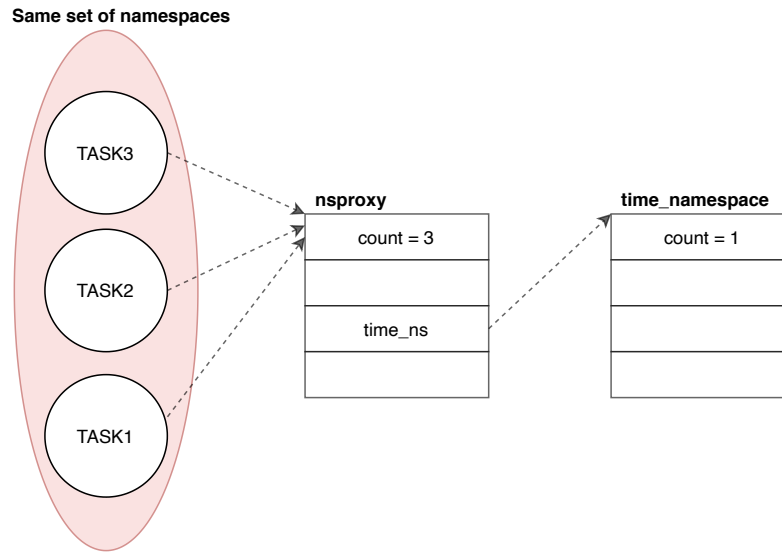 Same set of namespaces
TASK3
TASK2
TASK1
nsproxy
count = 3
time_ns
time_namespace
count = 1